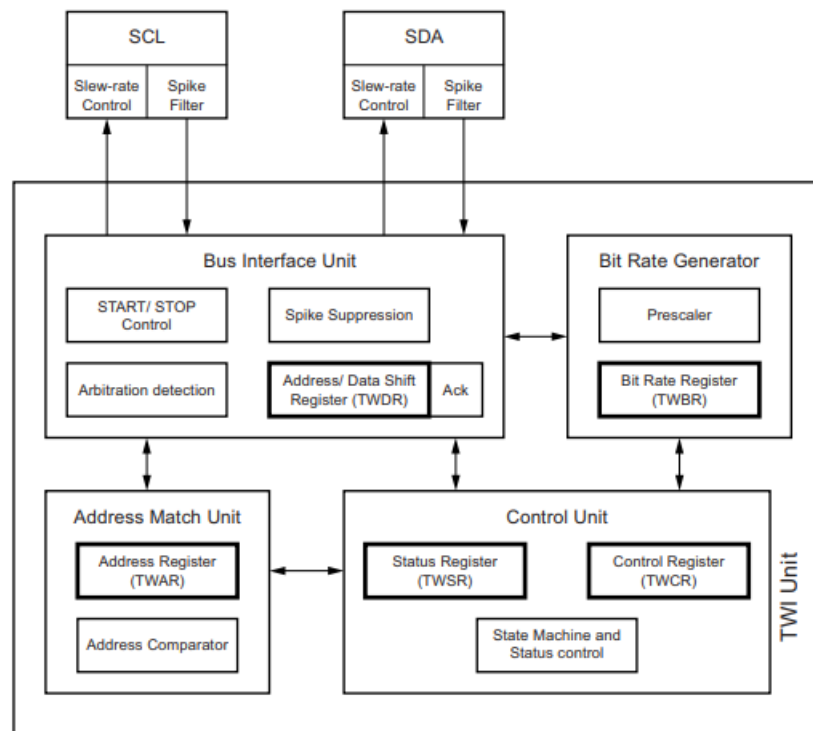 SCL
SDA
Slew-rate
Control
Spike
Filter
Slew-rate
Control
Spike
Filter
Bus Interface Unit
START/ STOP
Control
Spike Suppression
Arbitration detection
Address/ Data Shift
Register (TWDR)
Ack
Bit Rate Generator
Prescaler
Bit Rate Register
(TWBR)
Address Match Unit
Address Register
(TWAR)
Address Comparator
Control Unit
Status Register
(TWSR)
Control Register
(TWCR)
State Machine and
Status control
TWI Unit